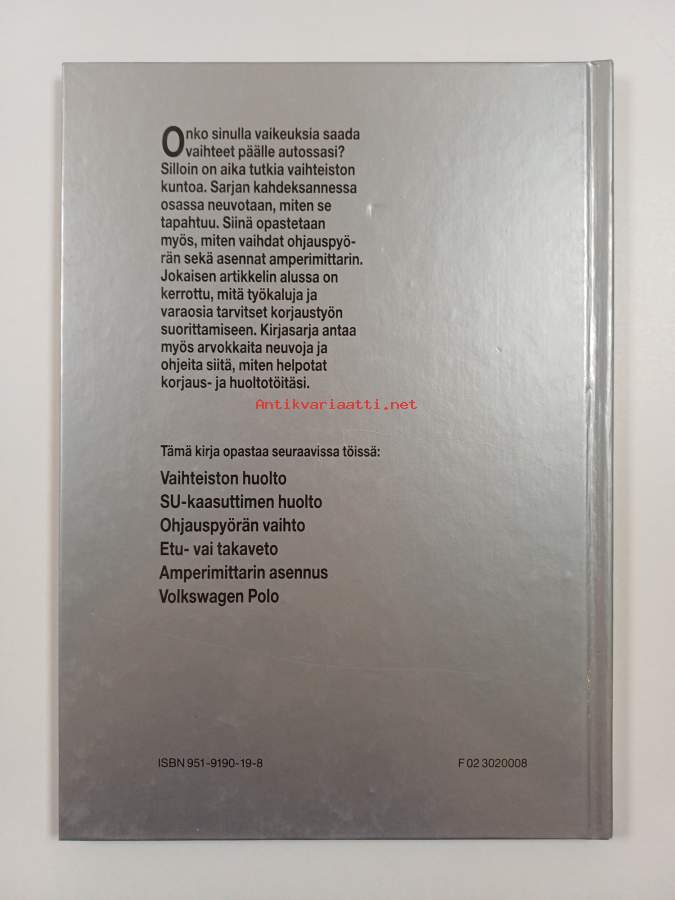 Onko sinulla vaikeuksia saada
vaihteet päälle autossasi?
Silloin on aika tutkia vaihteiston
kuntoa. Sarjan kahdeksannessa
osassa neuvotaan, miten se
tapahtuu. Siinä opastetaan
myös, miten vaihdat ohjauspyö-
rän sekä asennat amperimittarin.
Jokaisen artikkelin alussa on
kerrottu, mitä työkaluja ja
varaosia tarvitset korjaustyön
suorittamiseen. Kirjasarja antaa
myös arvokkaita neuvoja ja
ohjeita siitä, miten helpotat
korjaus- ja huoltotöitäsi.
Antikvariaatti.net
Tämä kirja opastaa seuraavissa töissä:
Vaihteiston huolto
SU-kaasuttimen huolto
Ohjauspyörän vaihto
Etu- vai takaveto
Amperimittarin asennus
Volkswagen Polo
ISBN 951-9190-19-8
F 02 3020008